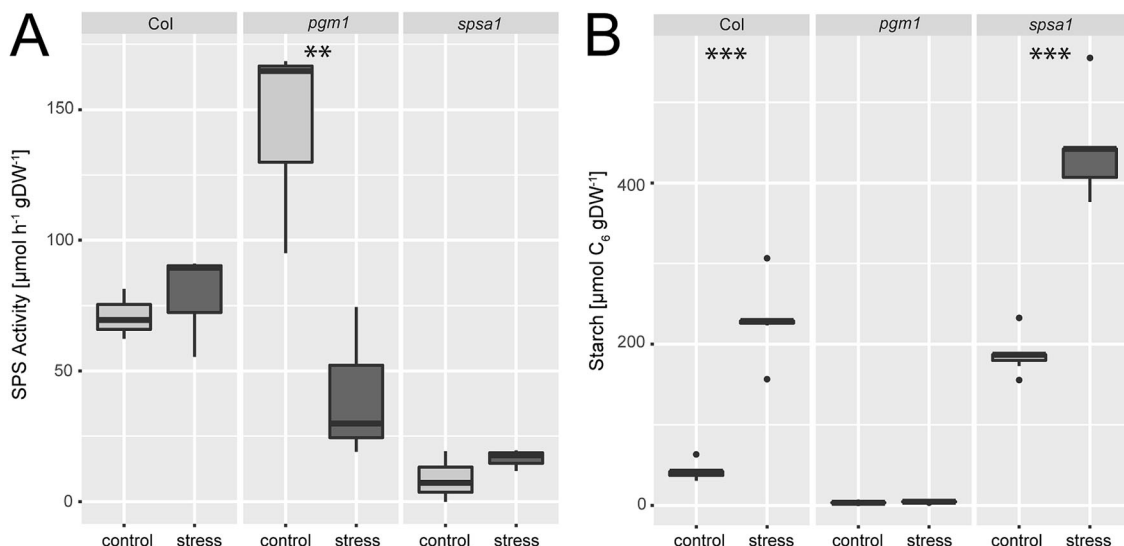 A
Col pgm1 spsa1
**
SPS Activity [µmol h⁻¹ gDW⁻¹]
150
100
50
0
control stress control stress control stress
B
Col pgm1 spsa1
*** ***
Starch [µmol C₆ gDW⁻¹]
400
200
0
control stress control stress control stress